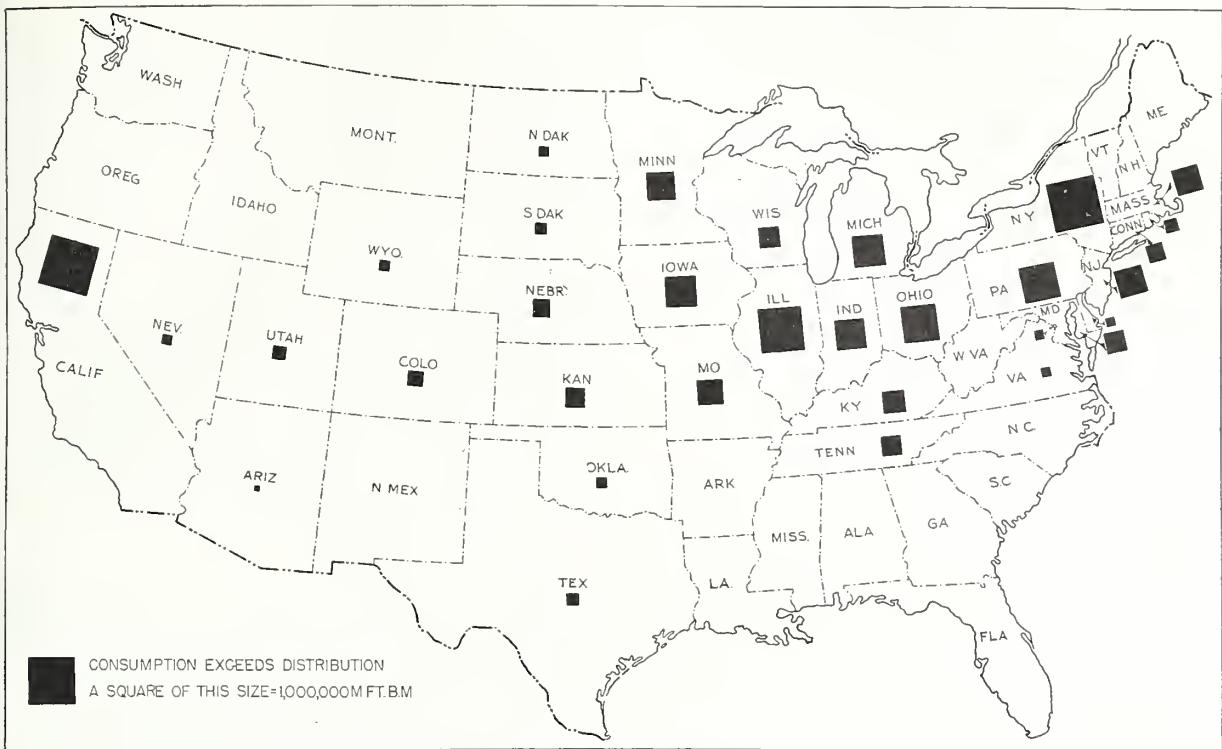 WASH
MONT.
N DAK
MINN
ME
VT
N H
OREG
IDAHO
S DAK
WIS
MICH
NY
MASS
CONN
WYO.
IOWA
NEBR.
PA
NJ
NEV.
UTAH
COLO
ILL
IND
OHIO
MD
CALIF
KAN
MO
W VA
VA
KY
ARIZ
N MEX
OKLA.
ARK
TENN
N C.
S.C
MISS.
ALA
GA
TEX
LA.
FLA
CONSUMPTION EXCEEDS DISTRIBUTION
A SQUARE OF THIS SIZE=1,000,000M FT.B.M